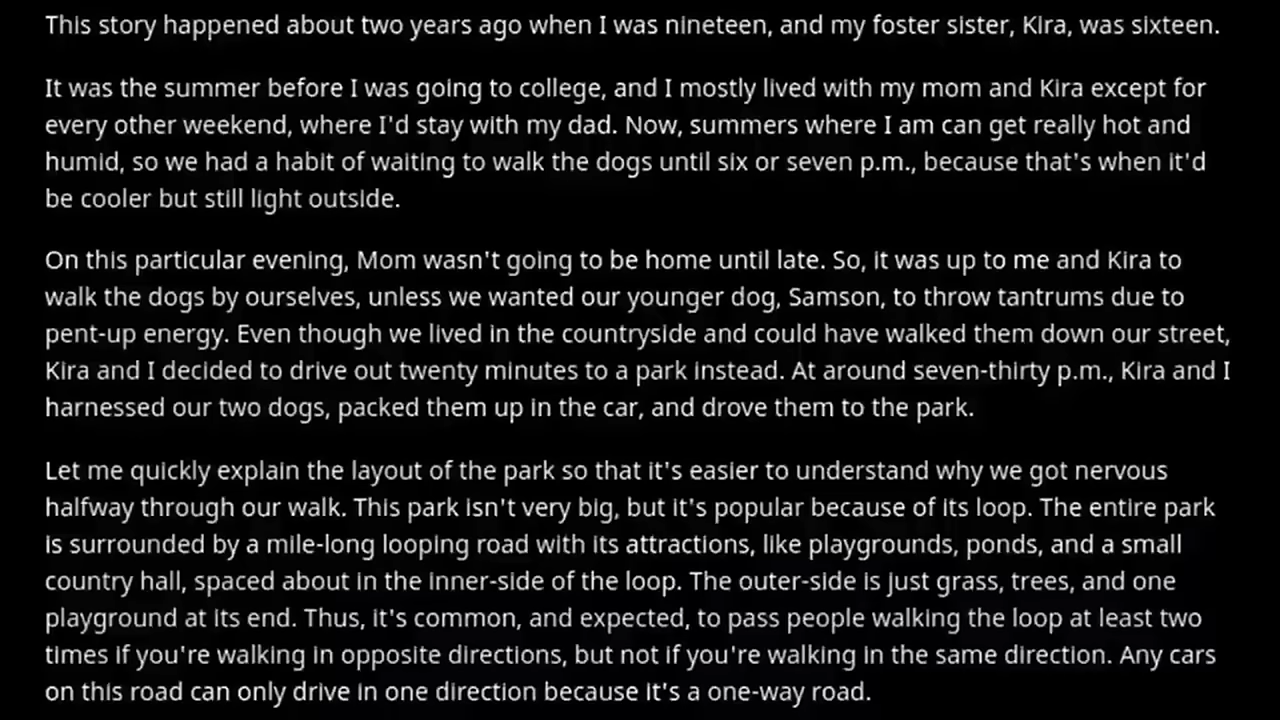 This story happened about two years ago when I was nineteen, and my foster sister, Kira, was sixteen.
It was the summer before I was going to college, and I mostly lived with my mom and Kira except for
every other weekend, where I'd stay with my dad. Now, summers where I am can get really hot and
humid, so we had a habit of waiting to walk the dogs until six or seven p.m., because that's when it'd
be cooler but still light outside.
On this particular evening, Mom wasn't going to be home until late. So, it was up to me and Kira to
walk the dogs by ourselves, unless we wanted our younger dog, Samson, to throw tantrums due to
pent-up energy. Even though we lived in the countryside and could have walked them down our street,
Kira and I decided to drive out twenty minutes to a park instead. At around seven-thirty p.m., Kira and I
harnessed our two dogs, packed them up in the car, and drove them to the park.
Let me quickly explain the layout of the park so that it's easier to understand why we got nervous
halfway through our walk. This park isn't very big, but it's popular because of its loop. The entire park
is surrounded by a mile-long looping road with its attractions, like playgrounds, ponds, and a small
country hall, spaced about in the inner-side of the loop. The outer-side is just grass, trees, and one
playground at its end. Thus, it's common, and expected, to pass people walking the loop at least two
times if you're walking in opposite directions, but not if you're walking in the same direction. Any cars
on this road can only drive in one direction because it's a one-way road.